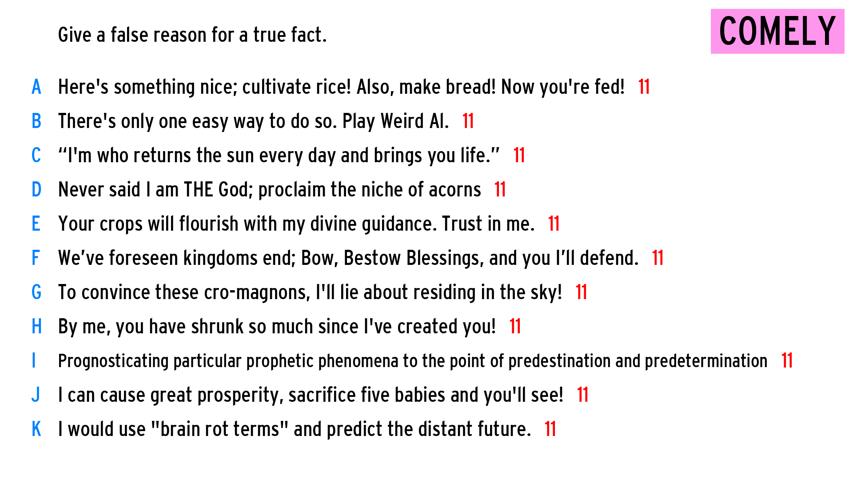 Give a false reason for a true fact.
COMELY
A Here's something nice; cultivate rice! Also, make bread! Now you're fed! 11
B There's only one easy way to do so. Play Weird Al. 11
C “I'm who returns the sun every day and brings you life.” 11
D Never said I am THE God; proclaim the niche of acorns 11
E Your crops will flourish with my divine guidance. Trust in me. 11
F We’ve foreseen kingdoms end; Bow, Bestow Blessings, and you I’ll defend. 11
G To convince these cro-magnons, I'll lie about residing in the sky! 11
H By me, you have shrunk so much since I've created you! 11
I Prognosticating particular prophetic phenomena to the point of predestination and predetermination 11
J I can cause great prosperity, sacrifice five babies and you'll see! 11
K I would use "brain rot terms" and predict the distant future. 11